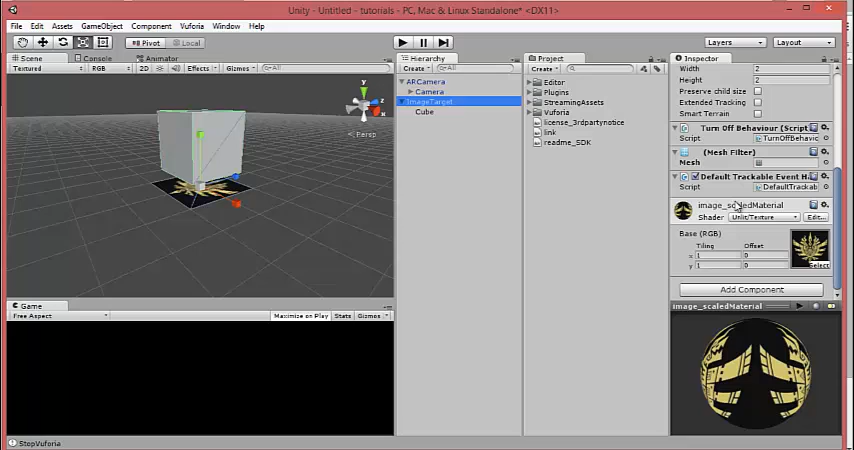 Unity - Untitled - tutorials - PC, Mac & Linux Standalone* <DX11>
File Edit Assets GameObject Component Vuforia Window Help
Pivot Local Layers Layout
Scene Console Animator
Textured RGB 2D Effects Gizmos All
y
z
x
< Persp
Game
Free Aspect Maximize on Play Stats Gizmos
Hierarchy
Create All
ARCamera
Camera
ImageTarget
Cube
Project
Create
Editor
Plugins
StreamingAssets
Vuforia
license_3rdpartynotice
link
readme_SDK
Inspector
Width 2
Height 2
Preserve child size
Extended Tracking
Smart Terrain
Turn Off Behaviour (Script)
Script TurnOffBehavic
(Mesh Filter)
Mesh
Default Trackable Event H
Script DefaultTrackab
image_scaledMaterial
Shader Unlit/Texture Edit...
Base (RGB)
Tiling Offset
x 1 0
y 1 0
Select
Add Component
image_scaledMaterial
StopVuforia